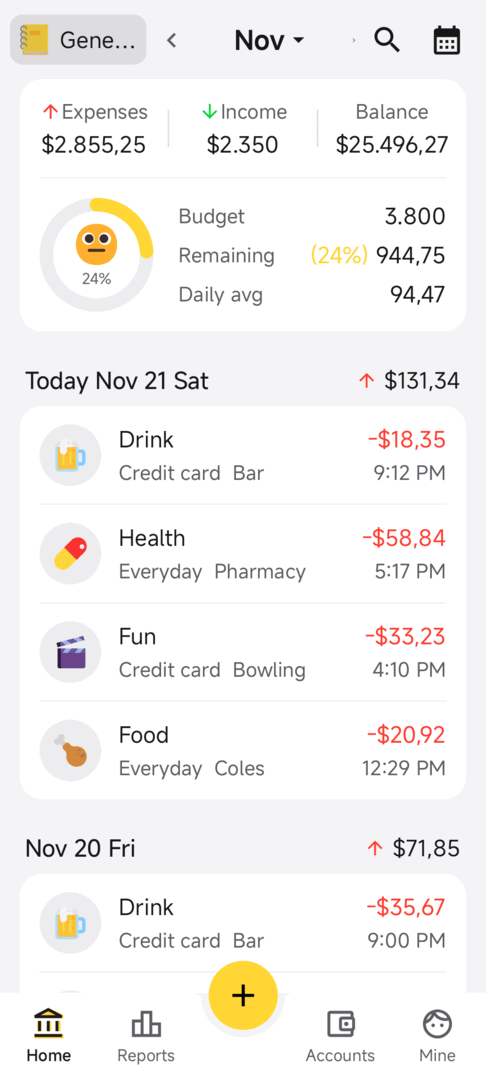 Gene...
Nov
Expenses Income Balance
$2.855,25 $2.350 $25.496,27
24%
Budget 3.800
Remaining (24%) 944,75
Daily avg 94,47
Today Nov 21 Sat $131,34
Drink -$18,35
Credit card Bar 9:12 PM
Health -$58,84
Everyday Pharmacy 5:17 PM
Fun -$33,23
Credit card Bowling 4:10 PM
Food -$20,92
Everyday Coles 12:29 PM
Nov 20 Fri $71,85
Drink -$35,67
Credit card Bar 9:00 PM
+
Home Reports Accounts Mine